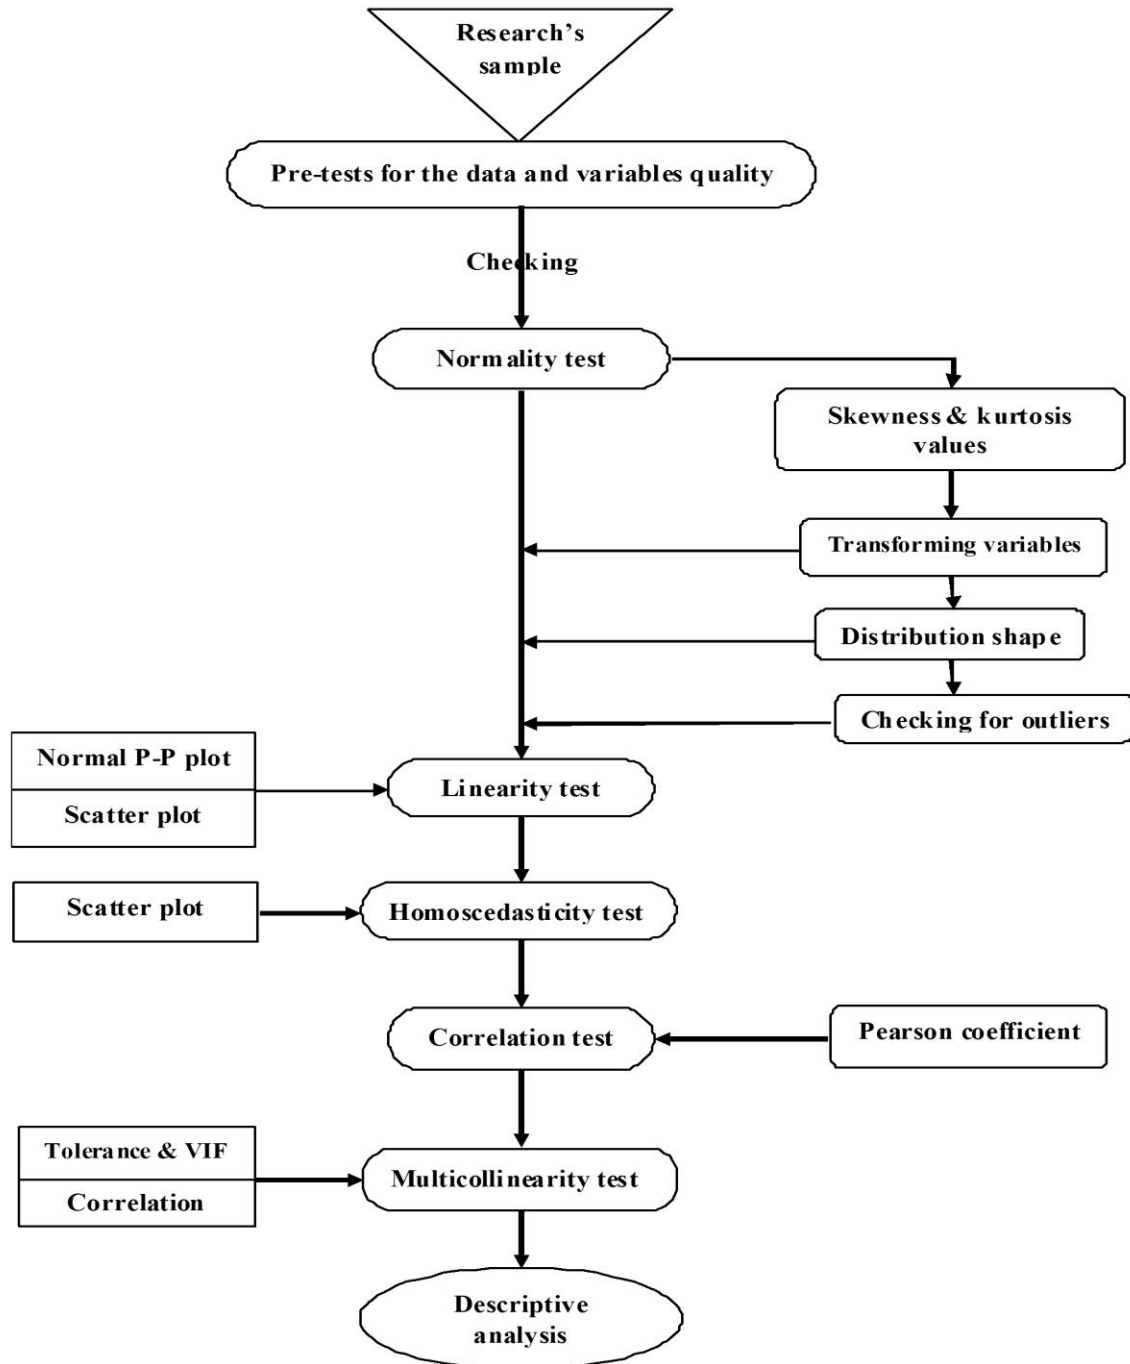 Research's
sample
Pre-tests for the data and variables quality
Checking
Normality test
Skewness & kurtosis
values
Transforming variables
Distribution shape
Checking for outliers
Normal P-P plot
Scatter plot
Linearity test
Scatter plot
Homoscedasticity test
Correlation test
Pearson coefficient
Tolerance & VIF
Correlation
Multicollinearity test
Descriptive
analysis